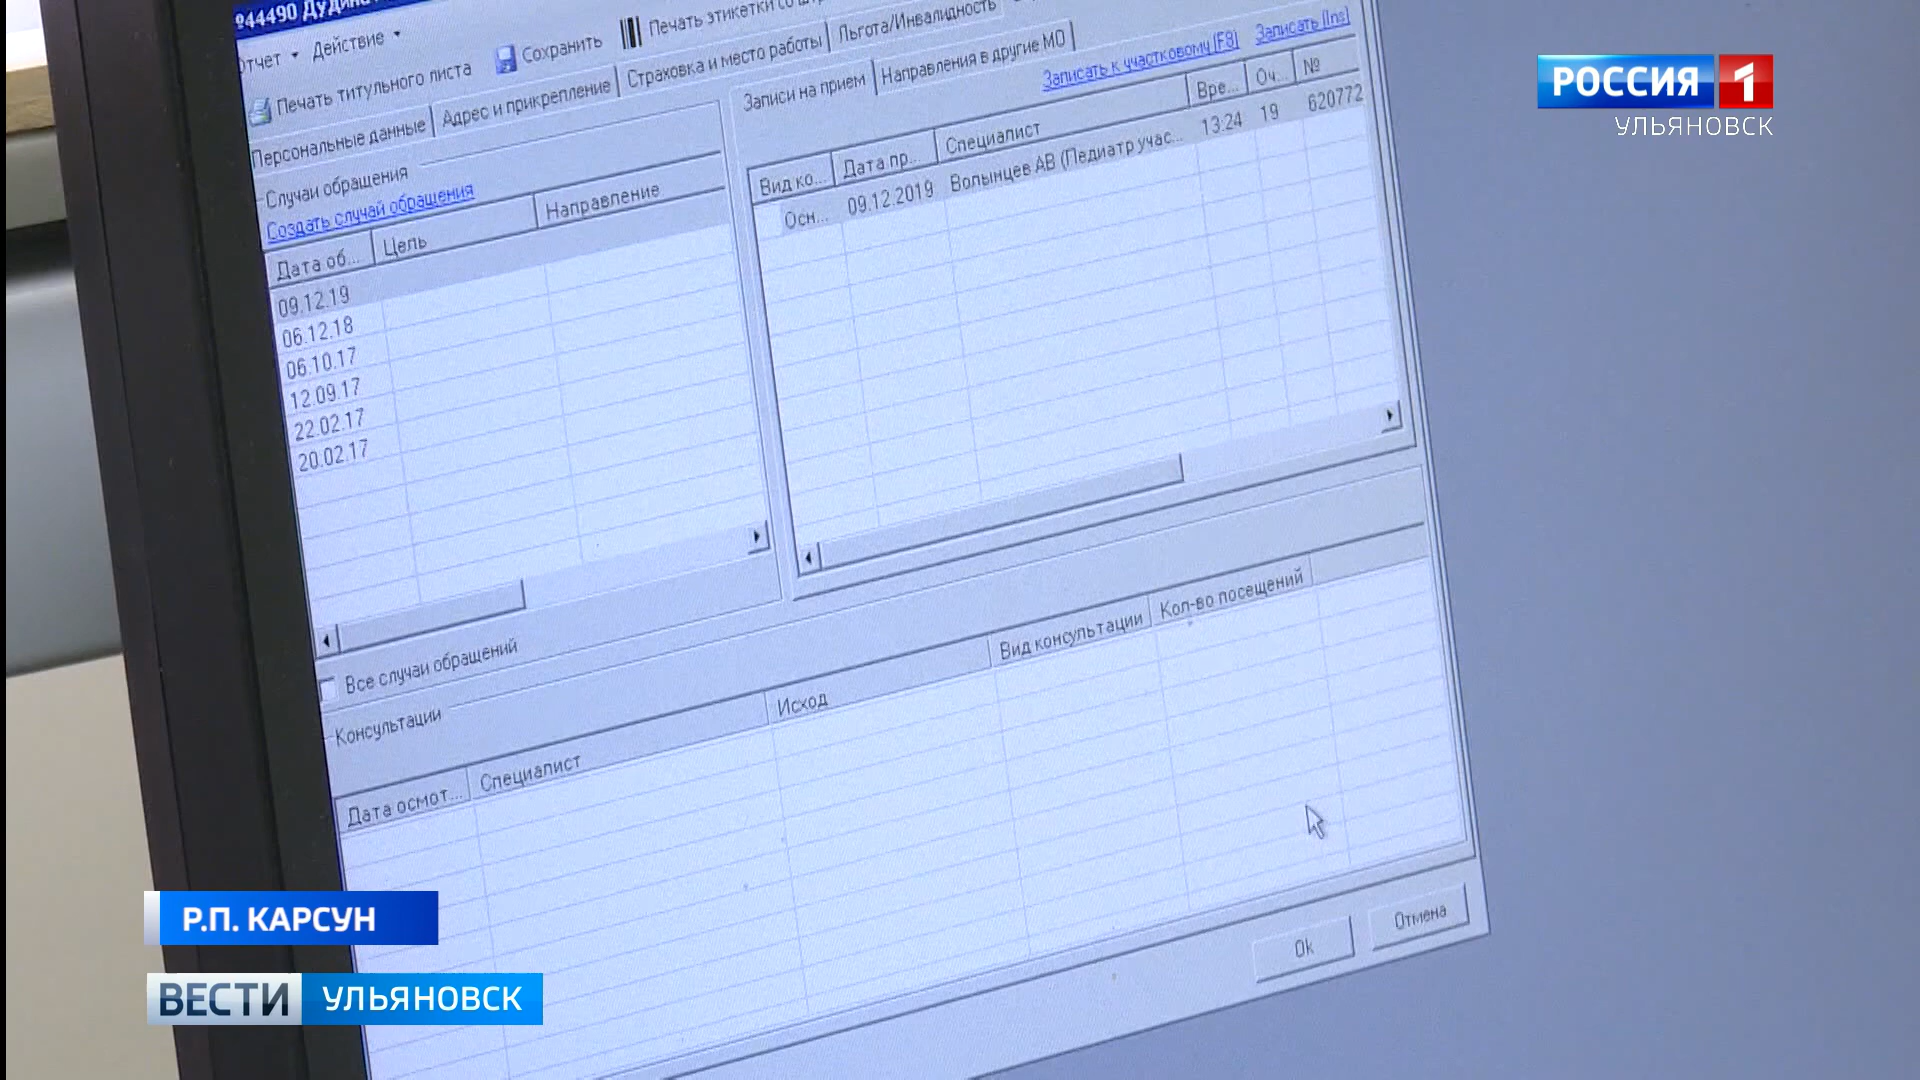 №44490
Отчет Действие
Печать титульного листа Сохранить Печать этикетки со
Персональные данные Адрес и прикрепление Страховка и место работы Льгота/Инвалидность
Случаи обращения
Создать случай обращения
Дата об... Цель Направление
09.12.19
06.12.18
06.10.17
12.09.17
22.02.17
20.02.17
Все случаи обращений
Записи на прием Направления в другие МО
Записать к участковому (F8) Записать (Ins)
Вид ко... Дата пр... Специалист Вре... Оч... №
Осн... 09.12.2019 Волынцев АВ (Педиатр учас... 13:24 19 620772
Консультации
Дата осмот... Специалист Исход Вид консультации Кол-во посещений
Ok Отмена
РОССИЯ 1
УЛЬЯНОВСК
Р.П. КАРСУН
ВЕСТИ УЛЬЯНОВСК